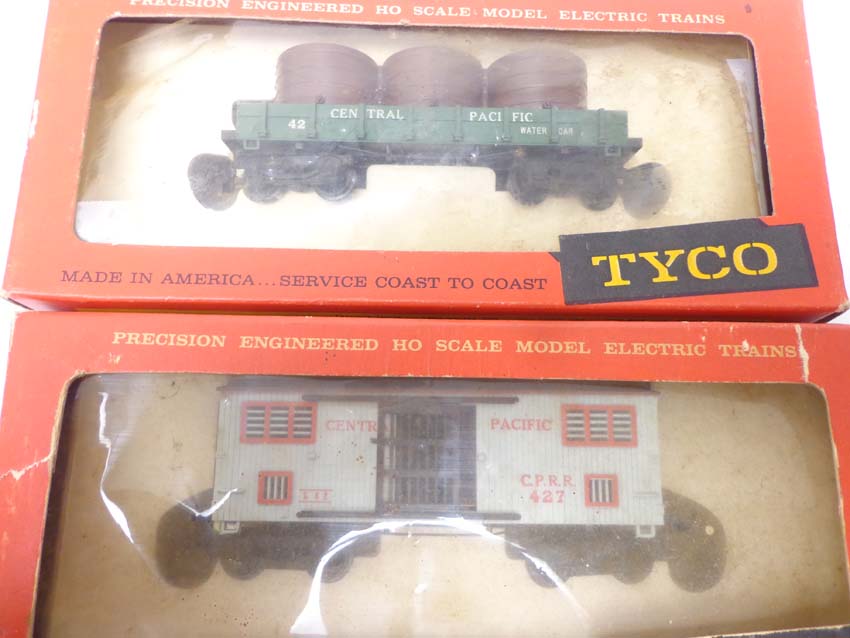 PRECISION ENGINEERED HO SCALE MODEL ELECTRIC TRAINS
CENTRAL PACIFIC
42
WATER CAR
MADE IN AMERICA...SERVICE COAST TO COAST
TYCO
PRECISION ENGINEERED HO SCALE MODEL ELECTRIC TRAINS
CENTRAL PACIFIC
C.P.R.R.
427